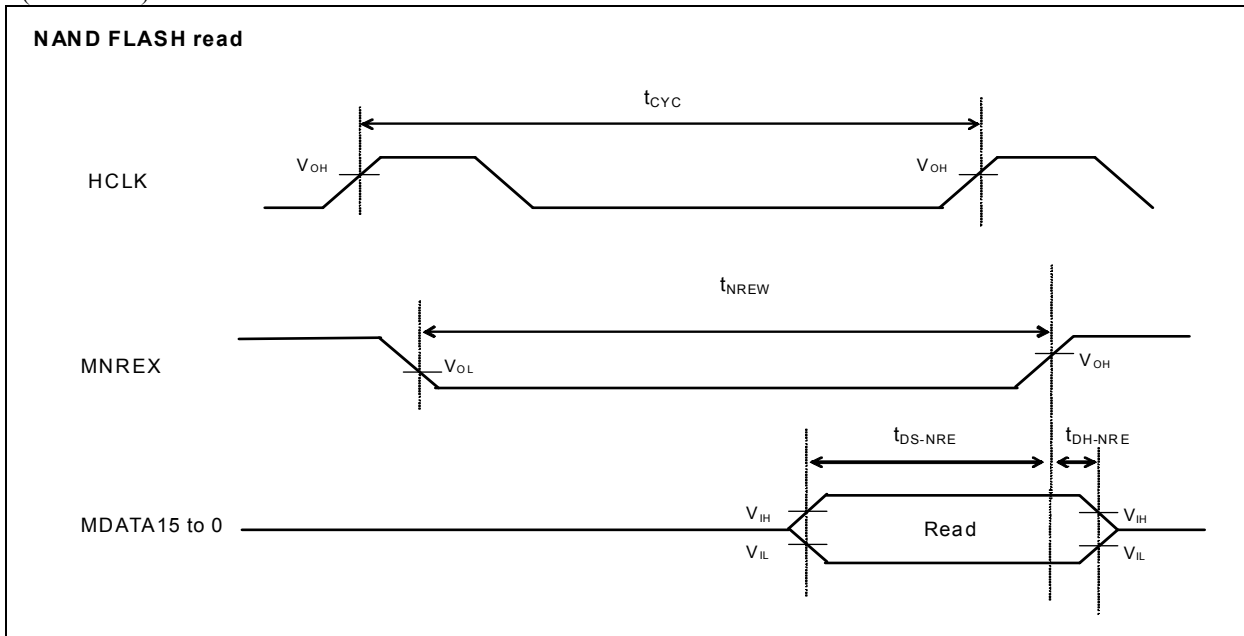 NAND FLASH read
tCYC
VOH
VOH
HCLK
tNREW
MNREX
VOL
VOH
tDS-NRE
tDH-NRE
MDATA15 to 0
VIH
VIL
Read
VIH
VIL